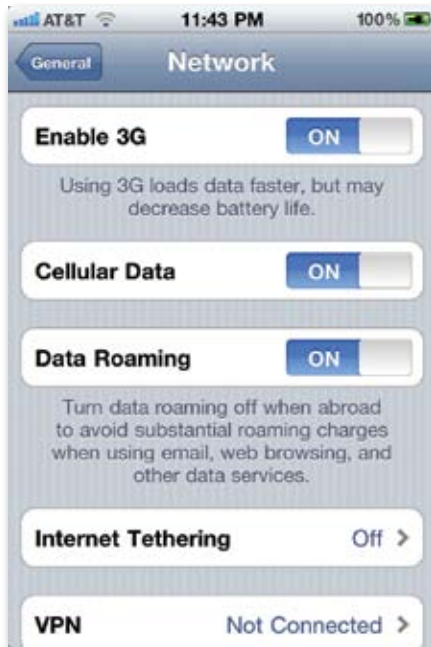 AT&T 11:43 PM 100%
General Network
Enable 3G ON
Using 3G loads data faster, but may
decrease battery life.
Cellular Data ON
Data Roaming ON
Turn data roaming off when abroad
to avoid substantial roaming charges
when using email, web browsing, and
other data services.
Internet Tethering Off >
VPN Not Connected >